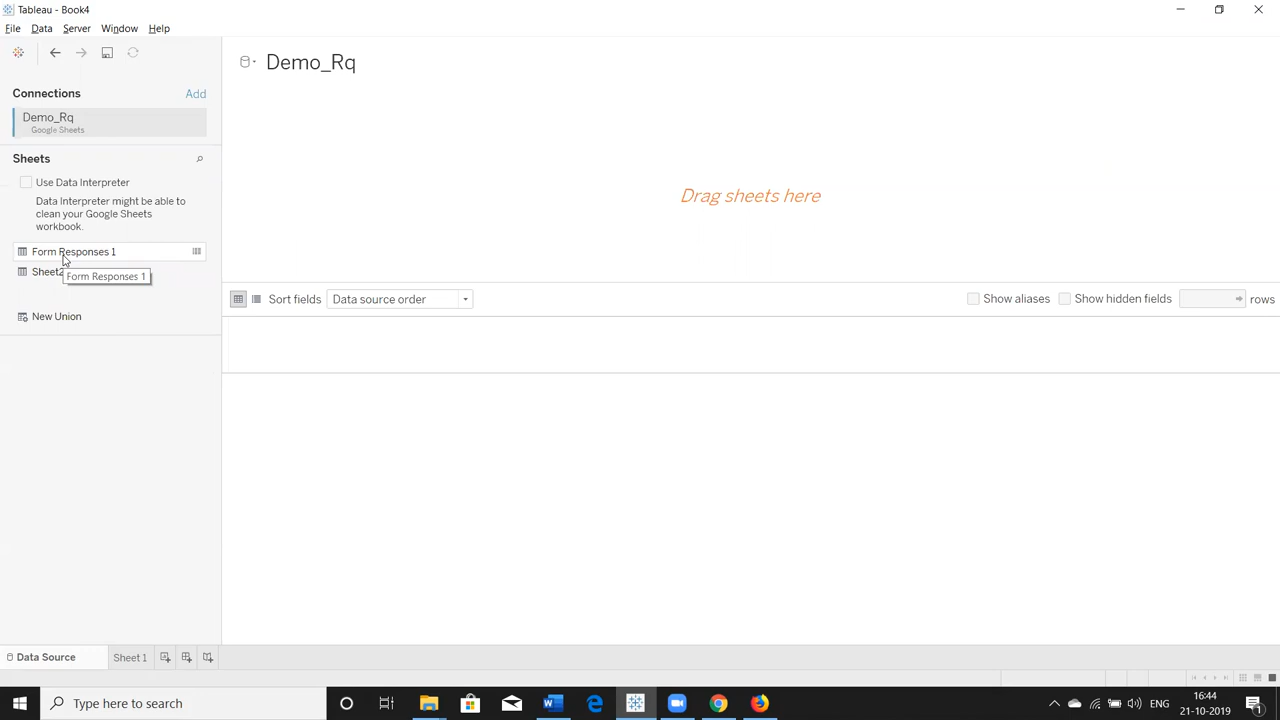 Tableau - Book4
File Data Server Window Help
Connections Add
Demo_Rq
Google Sheets
Sheets
Use Data Interpreter
Data Interpreter might be able to
clean your Google Sheets
workbook.
Form Responses 1
Sheet2
Form Responses 1
New Union
Demo_Rq
Drag sheets here
Sort fields Data source order Show aliases Show hidden fields rows
Data Source Sheet 1
Type here to search
ENG
16:44
21-10-2019
1